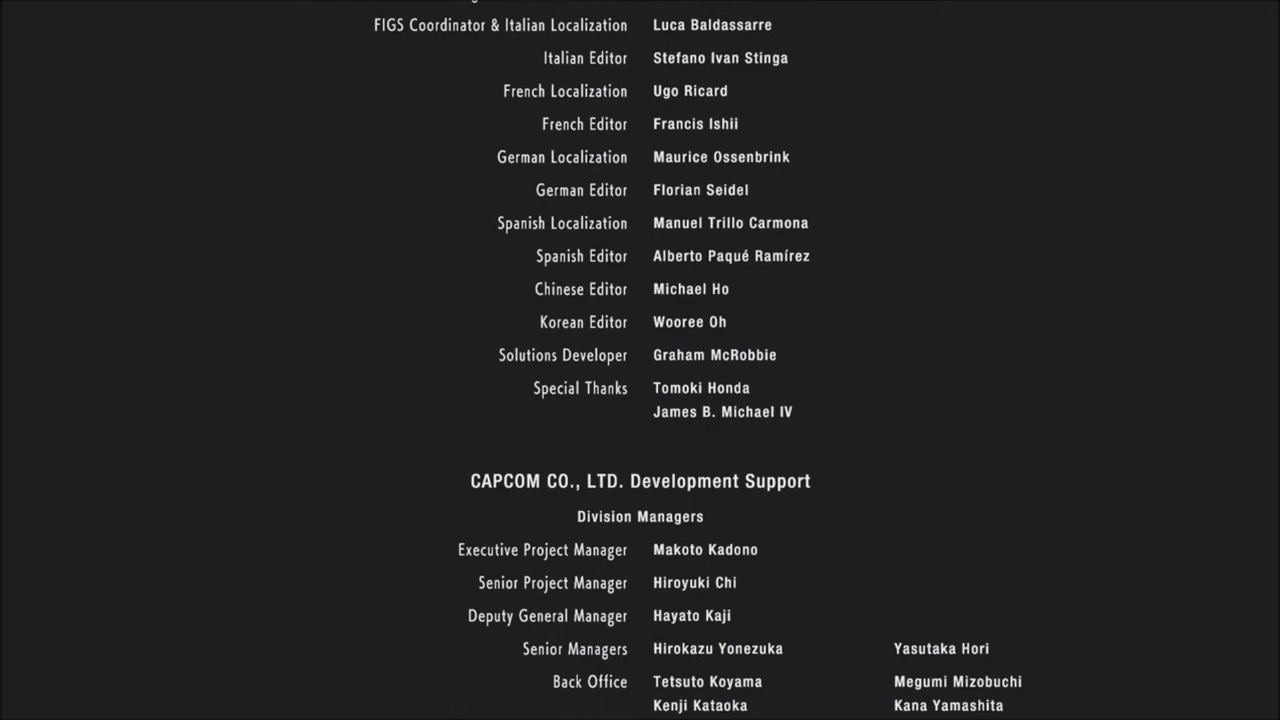 FIGS Coordinator & Italian Localization Luca Baldassarre
Italian Editor Stefano Ivan Stinga
French Localization Ugo Ricard
French Editor Francis Ishii
German Localization Maurice Ossenbrink
German Editor Florian Seidel
Spanish Localization Manuel Trillo Carmona
Spanish Editor Alberto Paqué Ramírez
Chinese Editor Michael Ho
Korean Editor Wooree Oh
Solutions Developer Graham McRobbie
Special Thanks Tomoki Honda
James B. Michael IV
CAPCOM CO., LTD. Development Support
Division Managers
Executive Project Manager Makoto Kadono
Senior Project Manager Hiroyuki Chi
Deputy General Manager Hayato Kaji
Senior Managers Hirokazu Yonezuka Yasutaka Hori
Back Office Tetsuto Koyama Megumi Mizobuchi
Kenji Kataoka Kana Yamashita